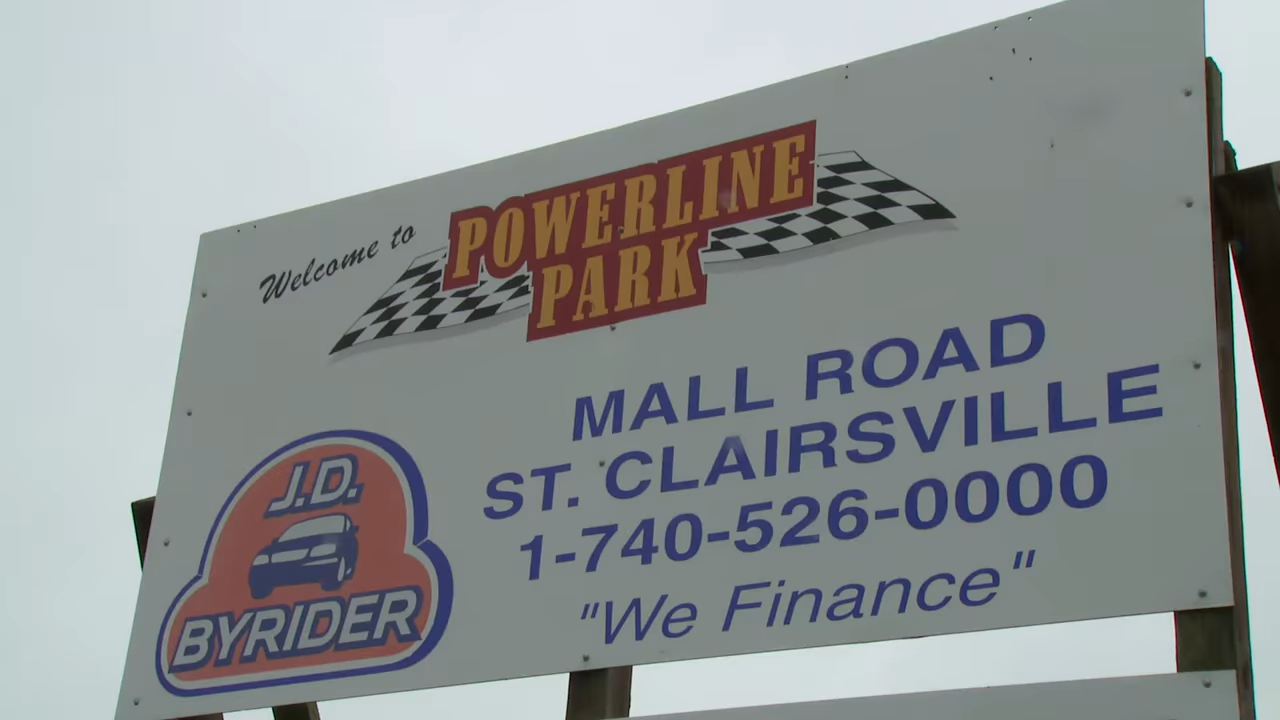 Welcome to
POWERLINE
PARK
MALL ROAD
ST. CLAIRSVILLE
1-740-526-0000
"We Finance"
J.D.
BYRIDER